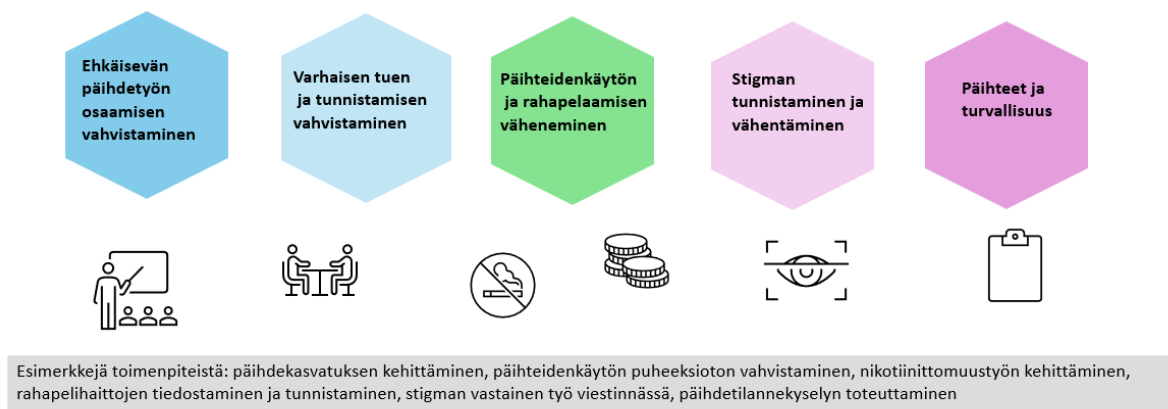 Ehkäisevän
päihdetyön
osaamisen
vahvistaminen
Varhaisen tuen
ja tunnistamisen
vahvistaminen
Päihteidenkäytön
ja rahapelaamisen
väheneminen
Stigman
tunnistaminen ja
vähentäminen
Päihteet ja
turvallisuus
Esimerkkejä toimenpiteistä: päihdekasvatuksen kehittäminen, päihteidenkäytön puheeksioton vahvistaminen, nikotiinittomuustyön kehittäminen,
rahapelihaittojen tiedostaminen ja tunnistaminen, stigman vastainen työ viestinnässä, päihdetilannekyselyn toteuttaminen